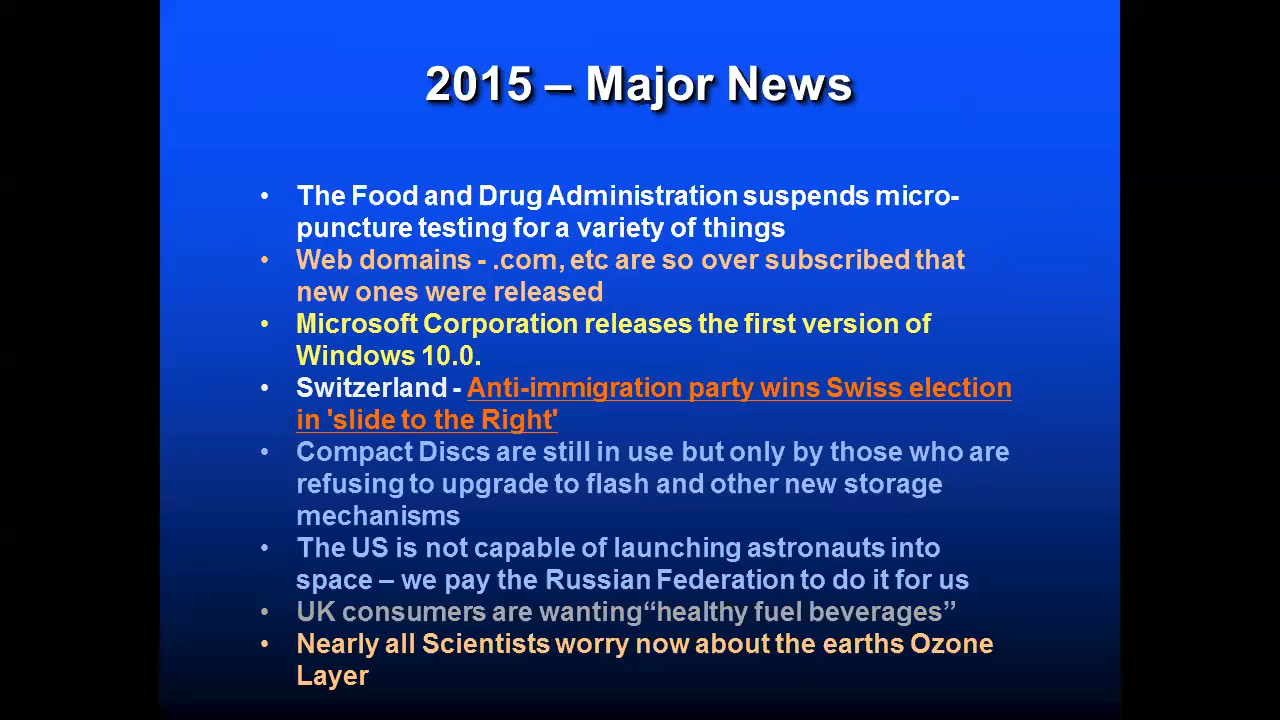 2015 – Major News
• The Food and Drug Administration suspends micro-
puncture testing for a variety of things
• Web domains - .com, etc are so over subscribed that
new ones were released
• Microsoft Corporation releases the first version of
Windows 10.0.
• Switzerland - Anti-immigration party wins Swiss election
in 'slide to the Right'
• Compact Discs are still in use but only by those who are
refusing to upgrade to flash and other new storage
mechanisms
• The US is not capable of launching astronauts into
space – we pay the Russian Federation to do it for us
• UK consumers are wanting“healthy fuel beverages”
• Nearly all Scientists worry now about the earths Ozone
Layer